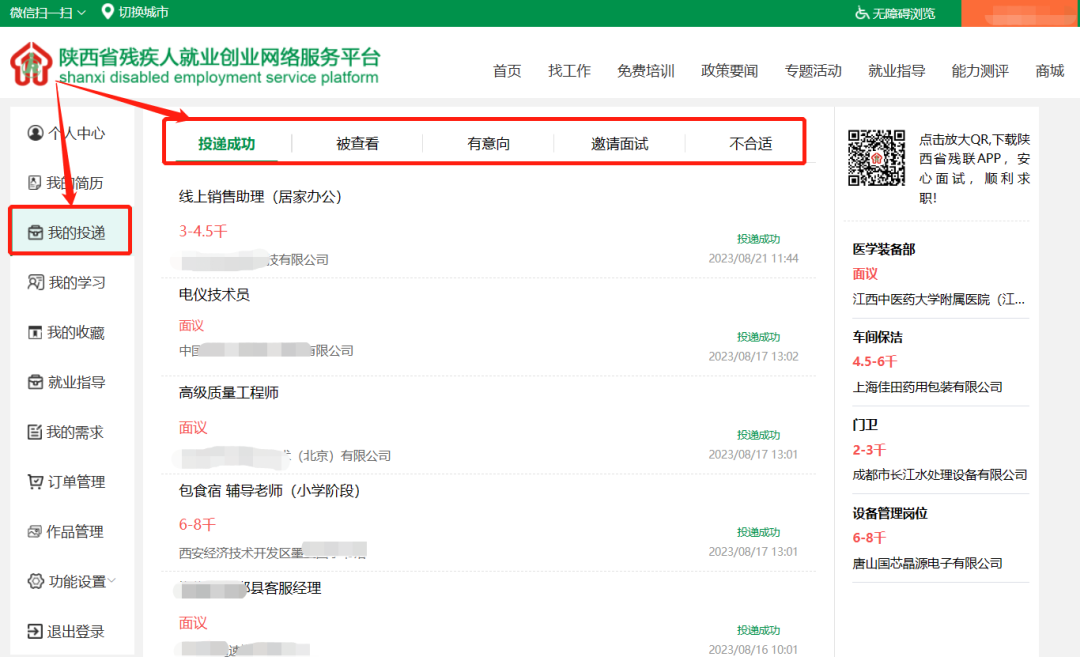 微信扫一扫
切换城市
无障碍浏览
陕西省残疾人就业创业网络服务平台
shanxi disabled employment service platform
首页
找工作
免费培训
政策要闻
专题活动
就业指导
能力测评
商城
个人中心
我的简历
我的投递
我的学习
我的收藏
就业指导
我的需求
订单管理
作品管理
功能设置
退出登录
投递成功
被查看
有意向
邀请面试
不合适
线上销售助理（居家办公）
3-4.5千
技有限公司
投递成功
2023/08/21 11:44
电仪技术员
面议
中国
有限公司
投递成功
2023/08/17 13:02
高级质量工程师
面议
（北京）有限公司
投递成功
2023/08/17 13:01
包食宿 辅导老师（小学阶段）
6-8千
西安经济技术开发区
投递成功
2023/08/17 13:01
县客服经理
面议
投递成功
2023/08/16 10:01
点击放大QR,下载陕
西省残联APP，安
心面试，顺利求
职！
医学装备部
面议
江西中医药大学附属医院（江...
车间保洁
4.5-6千
上海佳田药用包装有限公司
门卫
2-3千
成都市长江水处理设备有限公司
设备管理岗位
6-8千
唐山国芯晶源电子有限公司